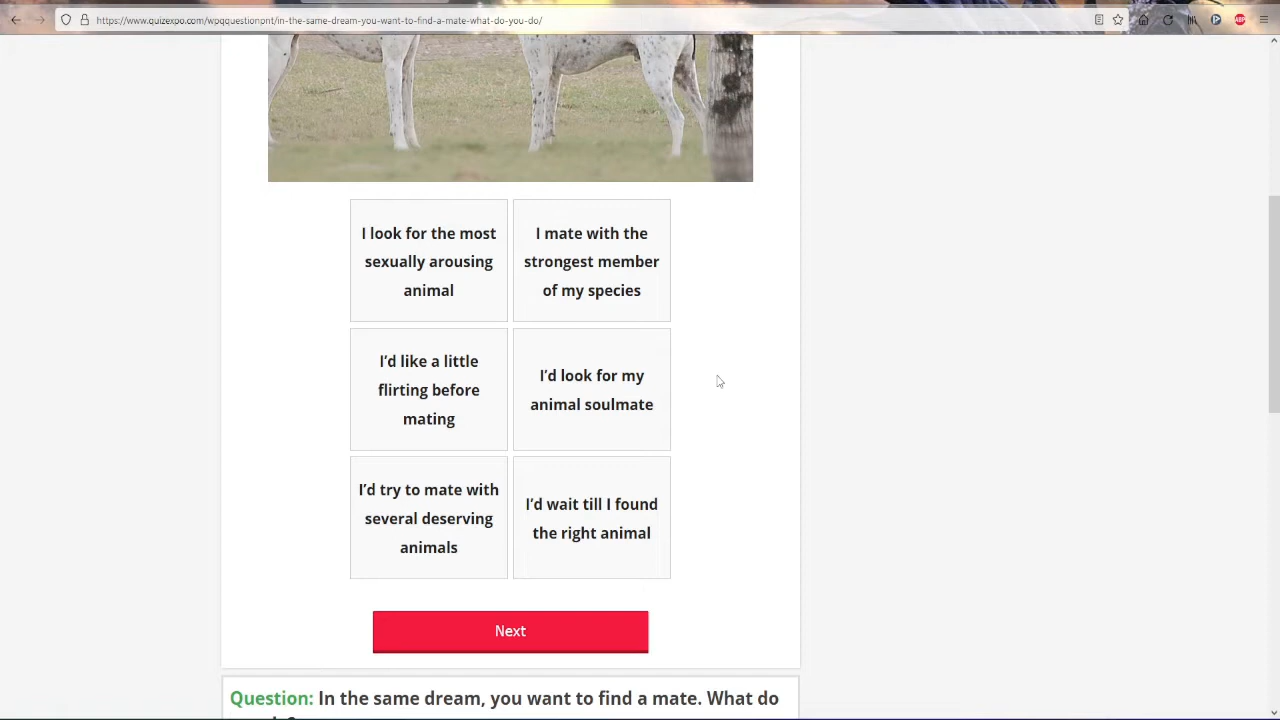 https://www.quizexpo.com/wpqquestionpnt/in-the-same-dream-you-want-to-find-a-mate-what-do-you-do/
I look for the most
sexually arousing
animal
I mate with the
strongest member
of my species
I’d like a little
flirting before
mating
I’d look for my
animal soulmate
I’d try to mate with
several deserving
animals
I’d wait till I found
the right animal
Next
Question: In the same dream, you want to find a mate. What do